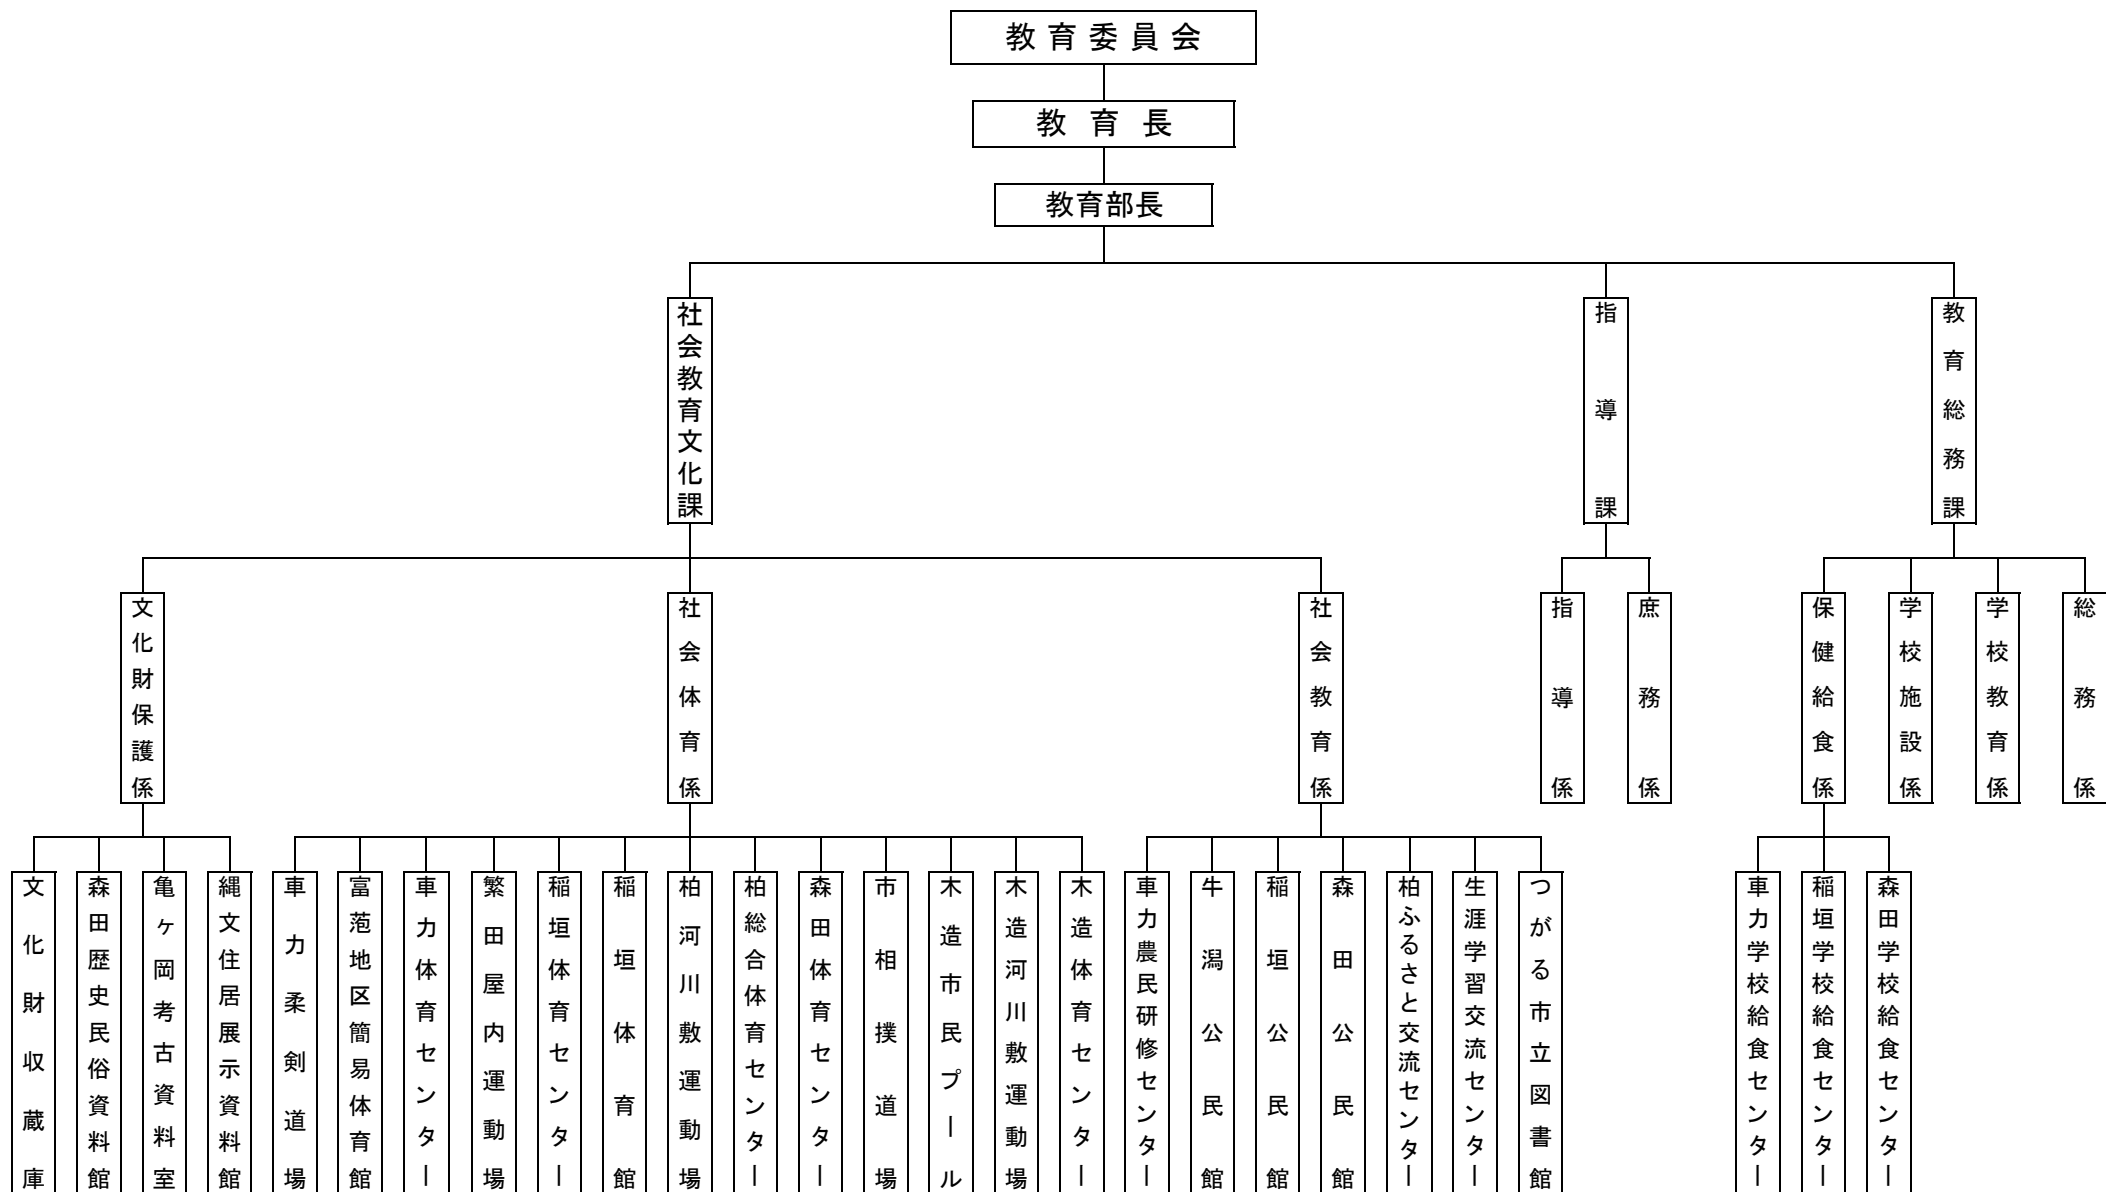 教育委員会
教育長
教育部長
社会教育文化課
指導課
教育総務課
文化財保護係
社会体育係
社会教育係
指導係
庶務係
保健給食係
学校施設係
学校教育係
総務係
文化財収蔵庫
森田歴史民俗資料館
亀ヶ岡考古資料室
縄文住居展示資料館
車力柔剣道場
富萢地区簡易体育館
車力体育センター
繁田屋内運動場
稲垣体育センター
稲垣体育館
柏河川敷運動場
柏総合体育センター
森田体育センター
市相撲道場
木造市民プール
木造河川敷運動場
木造体育センター
車力農民研修センター
牛潟公民館
稲垣公民館
森田公民館
柏ふるさと交流センター
生涯学習交流センター
つがる市立図書館
車力学校給食センター
稲垣学校給食センター
森田学校給食センター